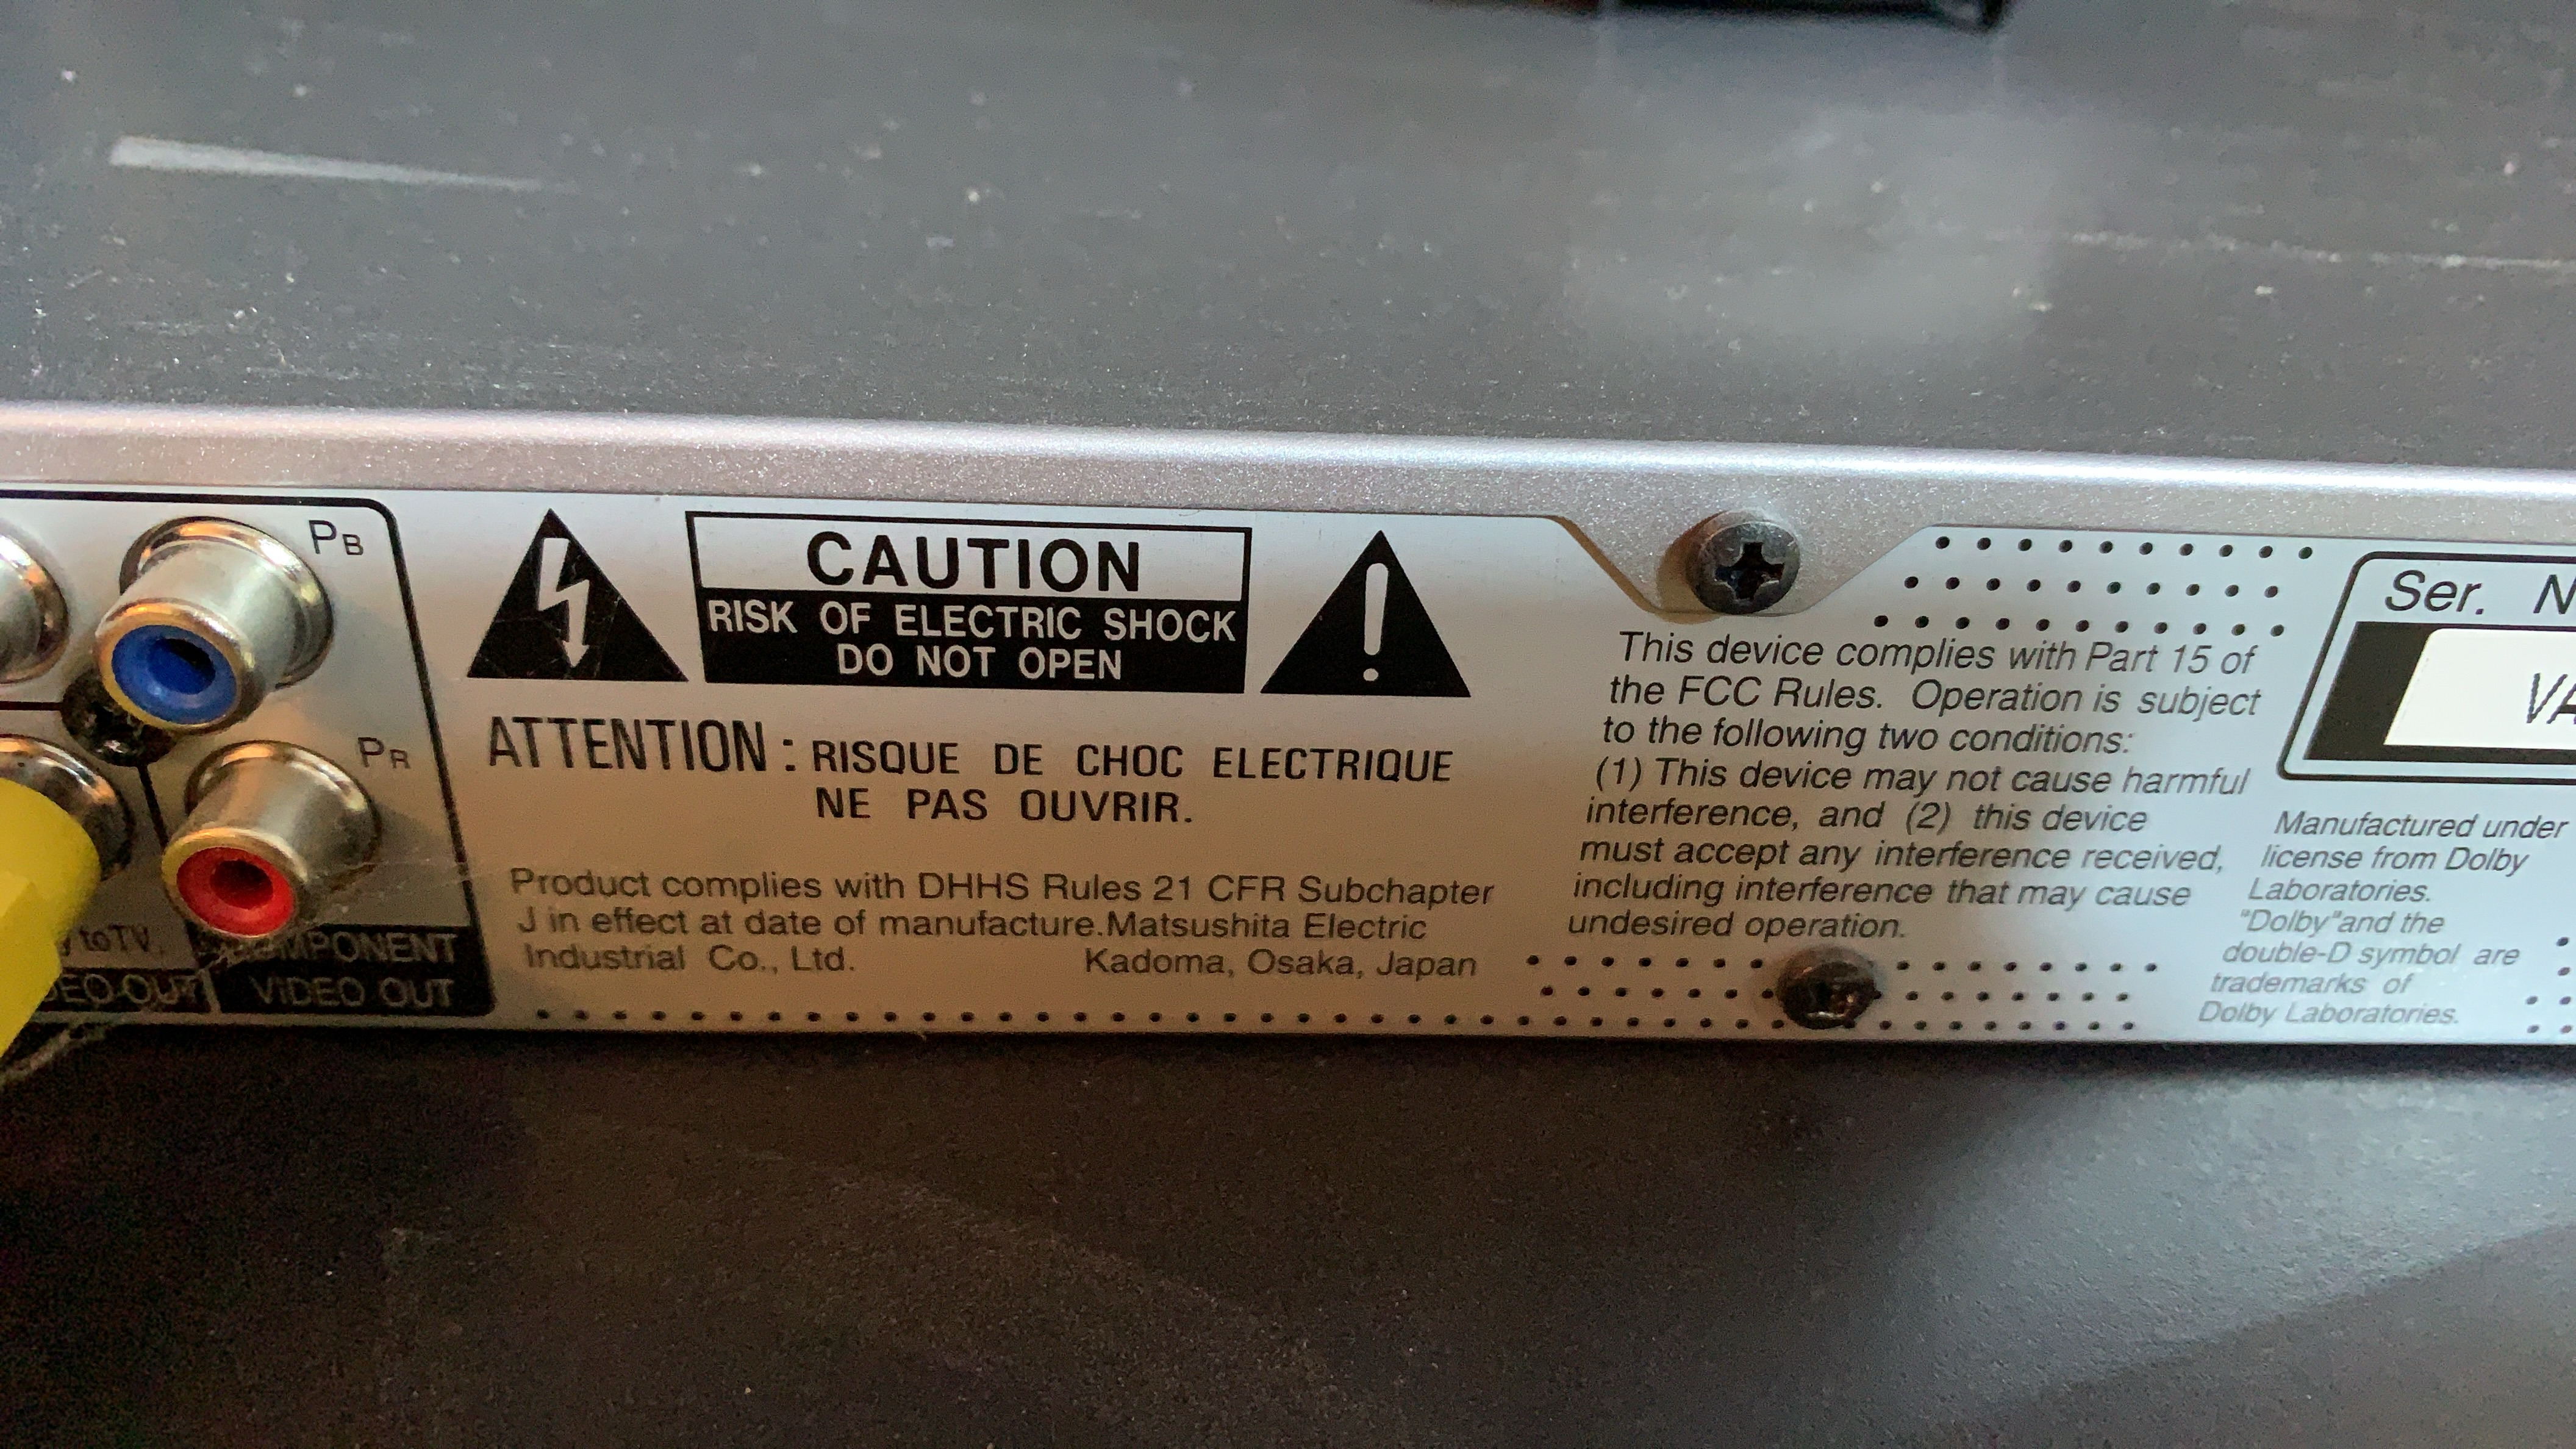 PB
PR
to TV.
COMPONENT
VIDEO OUT
CAUTION
RISK OF ELECTRIC SHOCK
DO NOT OPEN
ATTENTION : RISQUE DE CHOC ELECTRIQUE
NE PAS OUVRIR.
Product complies with DHHS Rules 21 CFR Subchapter
J in effect at date of manufacture.Matsushita Electric
Industrial Co., Ltd. Kadoma, Osaka, Japan
This device complies with Part 15 of
the FCC Rules. Operation is subject
to the following two conditions:
(1) This device may not cause harmful
interference, and (2) this device
must accept any interference received,
including interference that may cause
undesired operation.
Ser. N
VA
Manufactured under
license from Dolby
Laboratories.
"Dolby"and the
double-D symbol are
trademarks of
Dolby Laboratories.